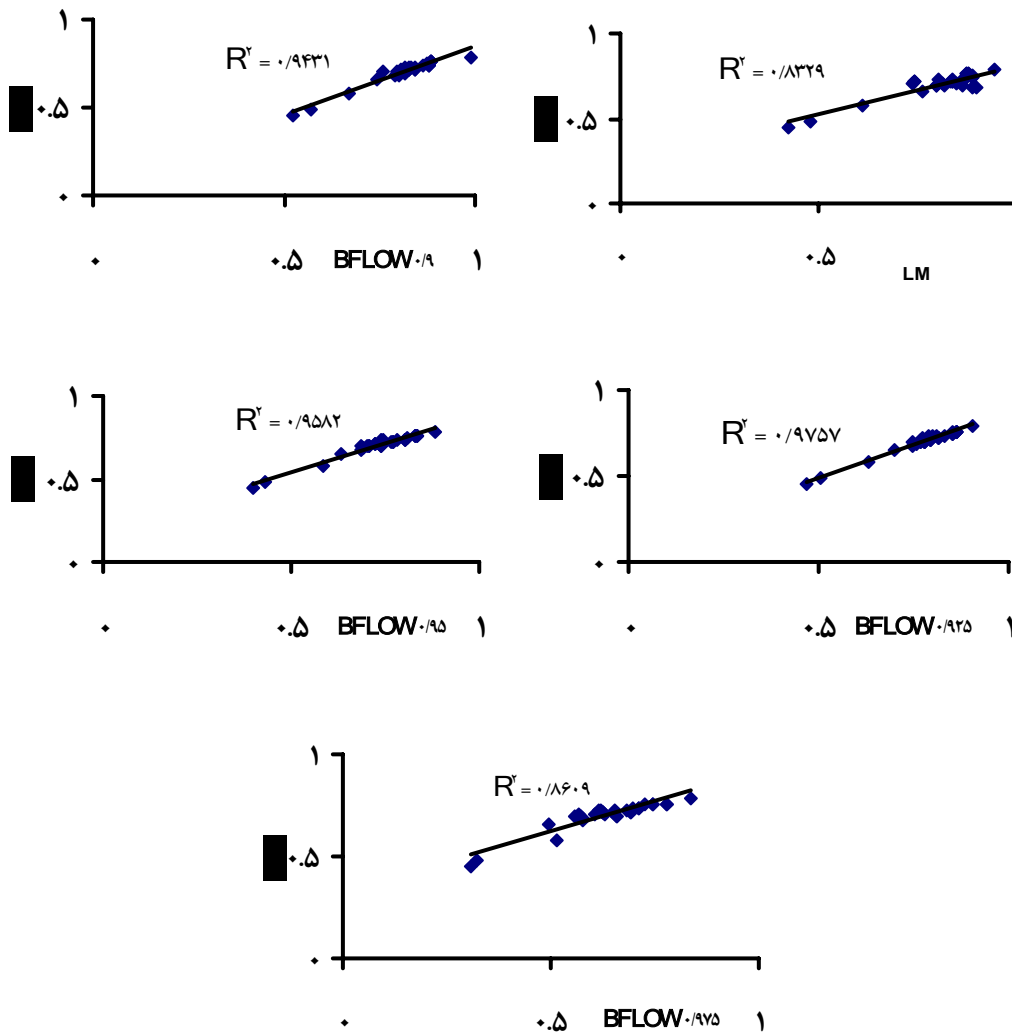 ۱
R۲ = ۰/۹۴۳۱
۰.۵
۰
۰ ۰.۵ BFLOW۰/۹ ۱
۱
R۲ = ۰/۸۳۲۹
۰.۵
۰
۰ ۰.۵
LM
۱
R۲ = ۰/۹۵۸۲
۰.۵
۰
۰ ۰.۵ BFLOW۰/۹۵ ۱
۱
R۲ = ۰/۹۷۵۷
۰.۵
۰
۰ ۰.۵ BFLOW۰/۹۲۵ ۱
۱
R۲ = ۰/۸۶۰۹
۰.۵
۰
۰ ۰.۵ BFLOW۰/۹۷۵ ۱